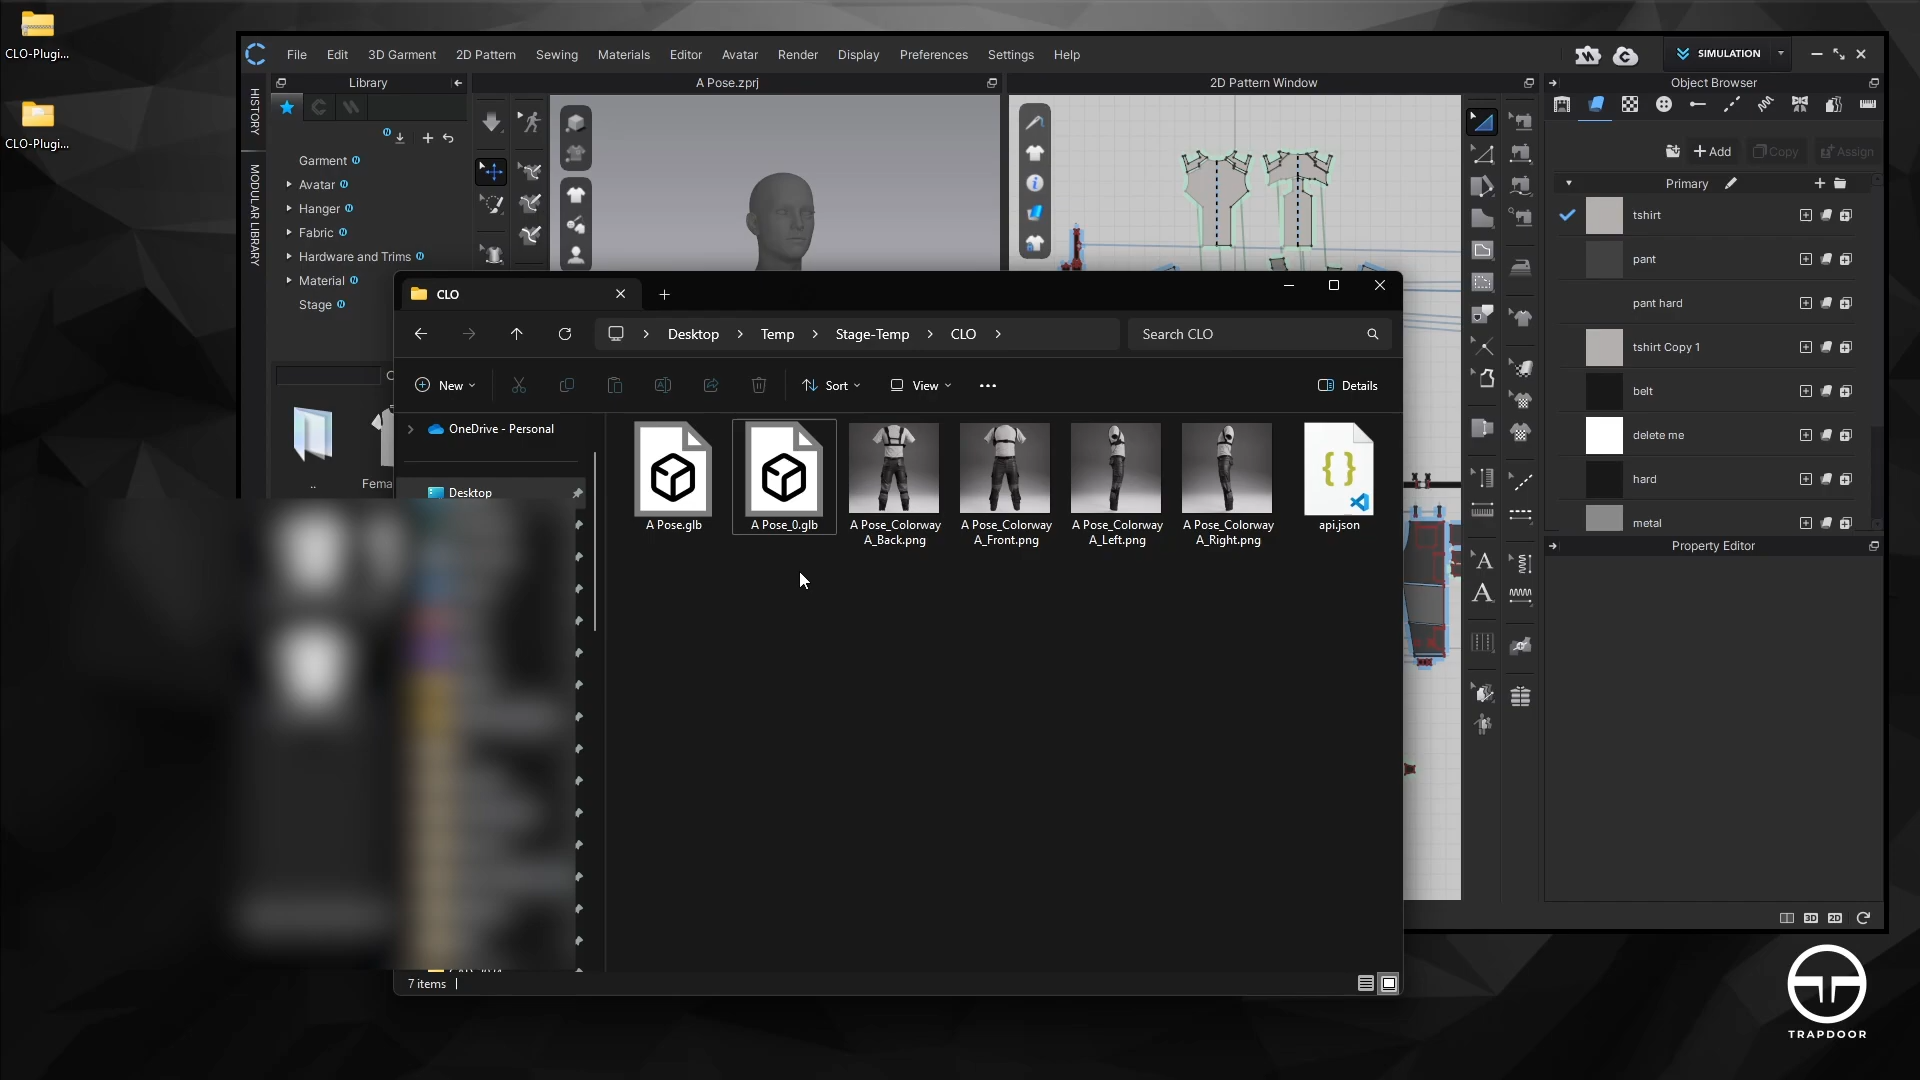 CLO-Plugi...
CLO-Plugi...
File Edit 3D Garment 2D Pattern Sewing Materials Editor Avatar Render Display Preferences Settings Help
SIMULATION
Library
A Pose.zprj
2D Pattern Window
Object Browser
HISTORY
MODULAR LIBRARY
Garment
Avatar
Hanger
Fabric
Hardware and Trims
Material
Stage
..
Fema
+ Add Copy Assign
Primary
tshirt
pant
pant hard
tshirt Copy 1
belt
delete me
hard
metal
Property Editor
3D 2D
CLO
Desktop > Temp > Stage-Temp > CLO >
Search CLO
New Sort View ... Details
OneDrive - Personal
Desktop
A Pose.glb
A Pose_0.glb
A Pose_Colorway
A_Back.png
A Pose_Colorway
A_Front.png
A Pose_Colorway
A_Left.png
A Pose_Colorway
A_Right.png
api.json
7 items
TRAPDOOR